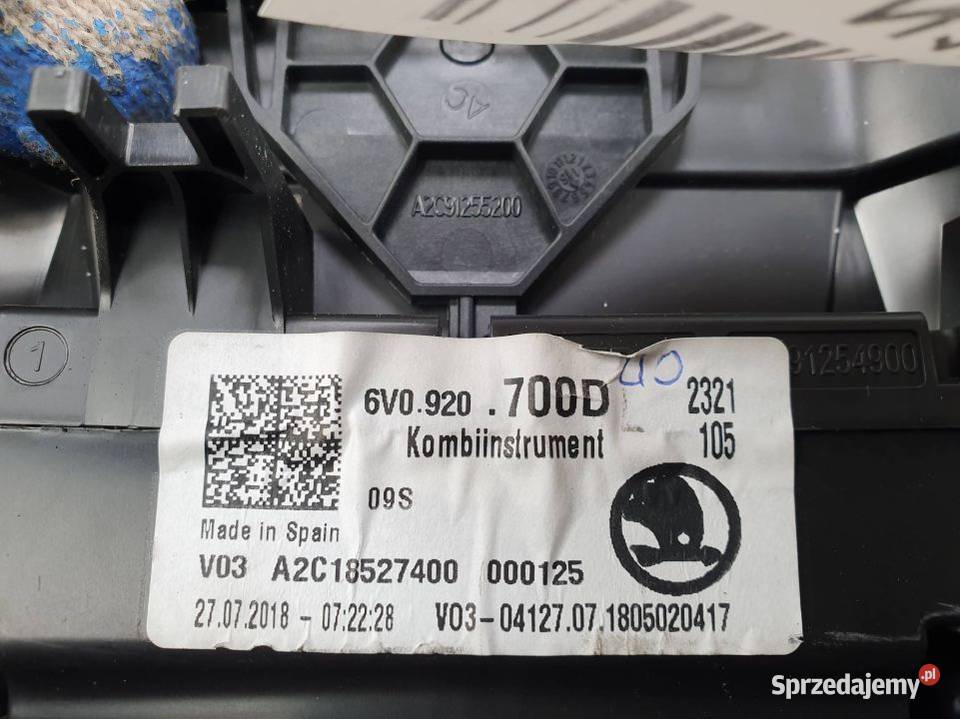 A2C91255200
1
91254900
6V0.920 .700D
UO
2321
Kombiinstrument
105
09S
Made in Spain
V03 A2C18527400 000125
27.07.2018 - 07:22:28 V03-04127.07.1805020417
Sprzedajemy.pl